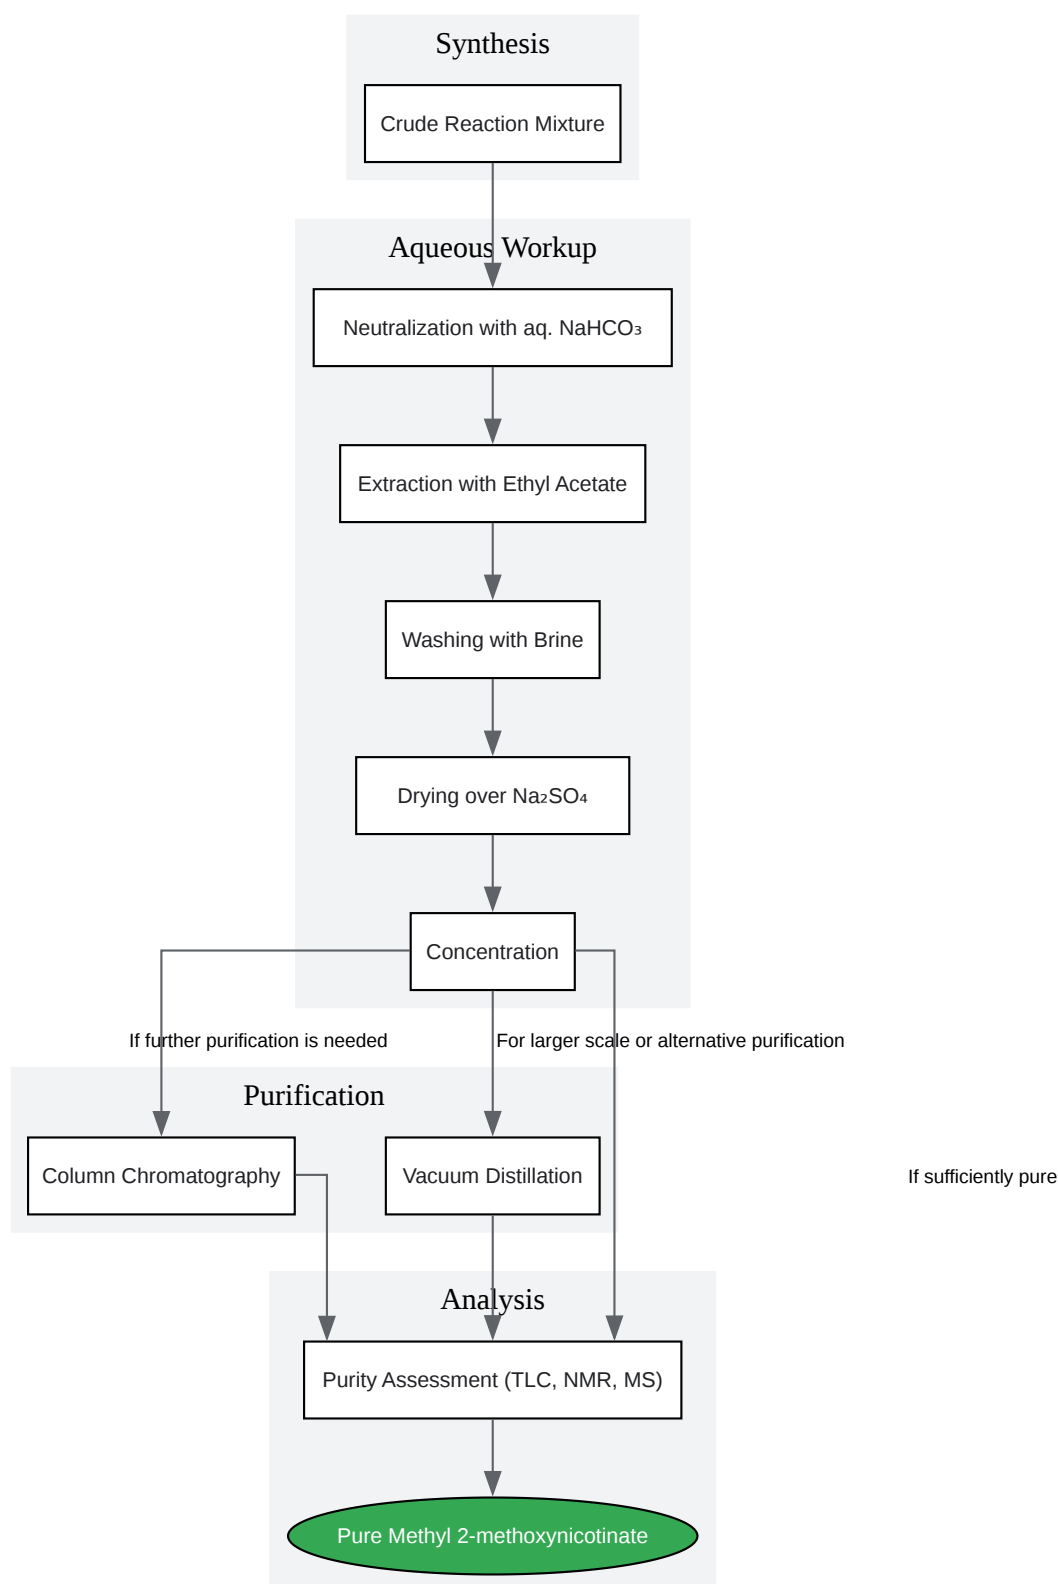 Synthesis
Crude Reaction Mixture
Aqueous Workup
Neutralization with aq. NaHCO₃
Extraction with Ethyl Acetate
Washing with Brine
Drying over Na₂SO₄
Concentration
If further purification is needed
For larger scale or alternative purification
Purification
Column Chromatography
Vacuum Distillation
If sufficiently pure
Analysis
Purity Assessment (TLC, NMR, MS)
Pure Methyl 2-methoxynicotinate